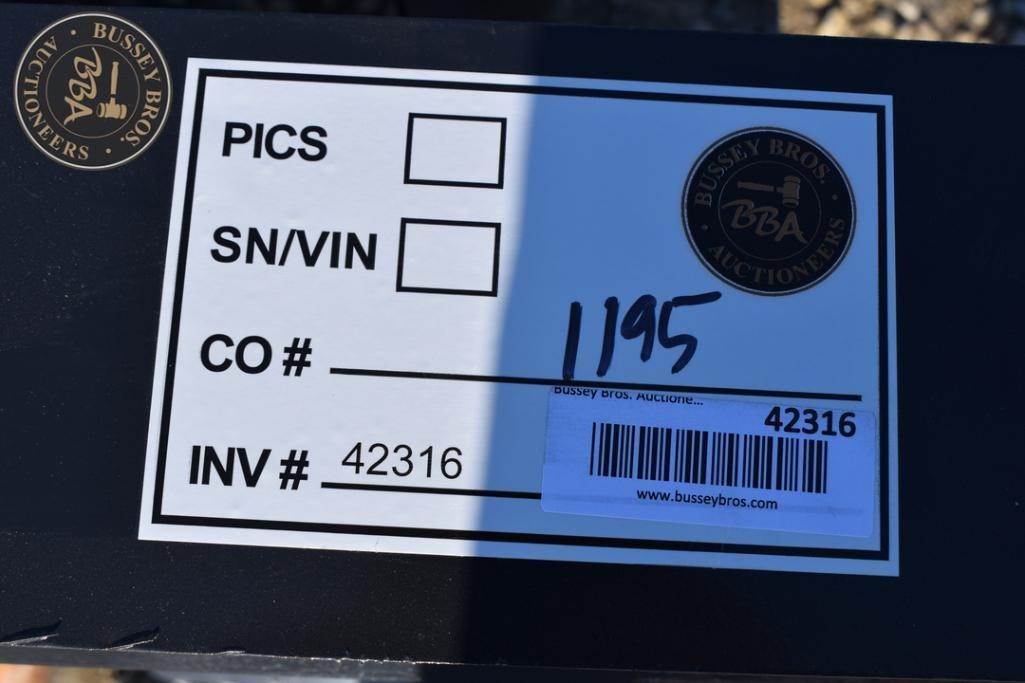 BUSSEY BROS. AUCTIONEERS
BBA
PICS
BUSSEY BROS. AUCTIONEERS
BBA
SN/VIN
CO # 1195
Bussey Bros. Auctione...
42316
INV # 42316
www.busseybros.com